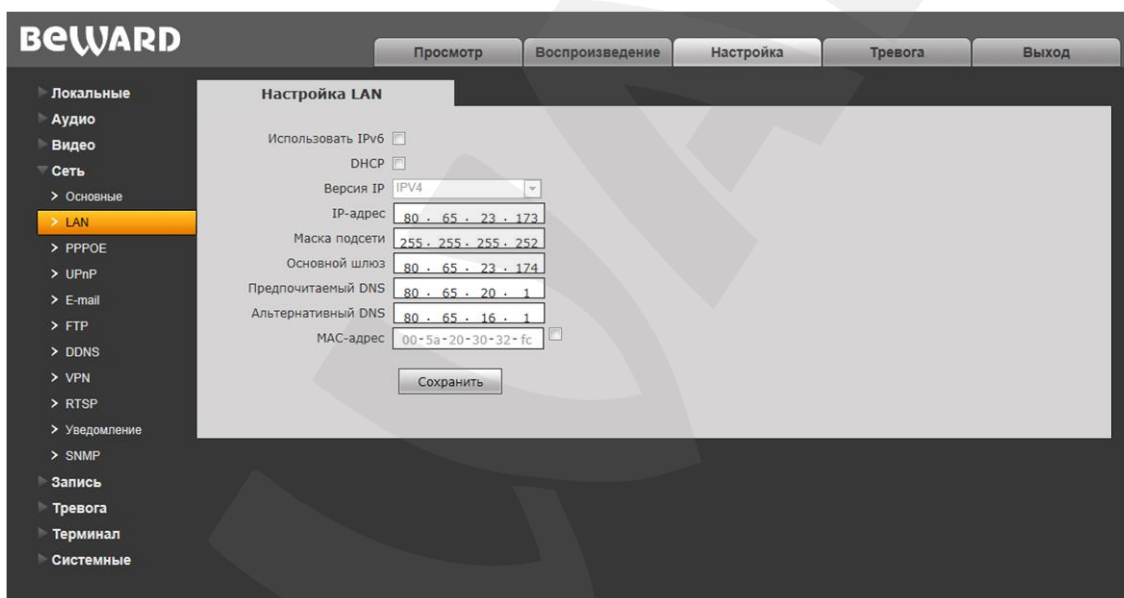 BEWARD
Просмотр Воспроизведение Настройка Тревога Выход
Локальные
Аудио
Видео
Сеть
> Основные
> LAN
> PPPOE
> UPnP
> E-mail
> FTP
> DDNS
> VPN
> RTSP
> Уведомление
> SNMP
Запись
Тревога
Терминал
Системные
Настройка LAN
Использовать IPv6
DHCP
Версия IP IPV4
IP-адрес 80 . 65 . 23 . 173
Маска подсети 255 . 255 . 255 . 252
Основной шлюз 80 . 65 . 23 . 174
Предпочитаемый DNS 80 . 65 . 20 . 1
Альтернативный DNS 80 . 65 . 16 . 1
MAC-адрес 00-5a-20-30-32-fc
Сохранить